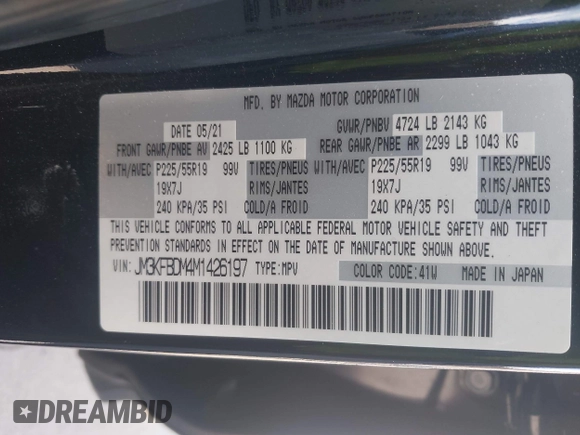 MFD. BY MAZDA MOTOR CORPORATION
DATE 05/21
GVWR/PNBV 4724 LB 2143 KG
FRONT GAWR/PNBE AV 2425 LB 1100 KG
REAR GAWR/PNBE AR 2299 LB 1043 KG
WITH/AVEC P225/55R19 99V TIRES/PNEUS
19X7J RIMS/JANTES
240 KPA/35 PSI COLD/A FROID
WITH/AVEC P225/55R19 99V TIRES/PNEUS
19X7J RIMS/JANTES
240 KPA/35 PSI COLD/A FROID
THIS VEHICLE CONFORMS TO ALL APPLICABLE FEDERAL MOTOR VEHICLE SAFETY AND THEFT
PREVENTION STANDARDS IN EFFECT ON THE DATE OF MANUFACTURE SHOWN ABOVE.
VIN: JM3KFBDM4M1426197 TYPE:MPV
COLOR CODE:41W MADE IN JAPAN
DREAMBID